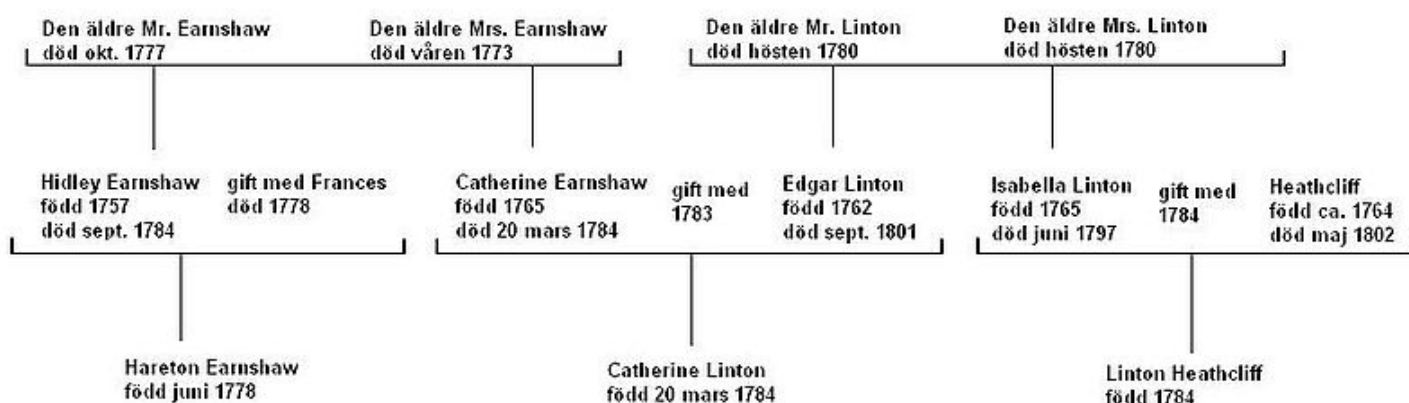 Den äldre Mr. Earnshaw
död okt. 1777
Den äldre Mrs. Earnshaw
död våren 1773
Den äldre Mr. Linton
död hösten 1780
Den äldre Mrs. Linton
död hösten 1780
Hidley Earnshaw
född 1757
död sept. 1784
gift med Frances
död 1778
Catherine Earnshaw
född 1765
död 20 mars 1784
gift med
1783
Edgar Linton
född 1762
död sept. 1801
Isabella Linton
född 1765
död juni 1797
gift med
1784
Heathcliff
född ca. 1764
död maj 1802
Hareton Earnshaw
född juni 1778
Catherine Linton
född 20 mars 1784
Linton Heathcliff
född 1784